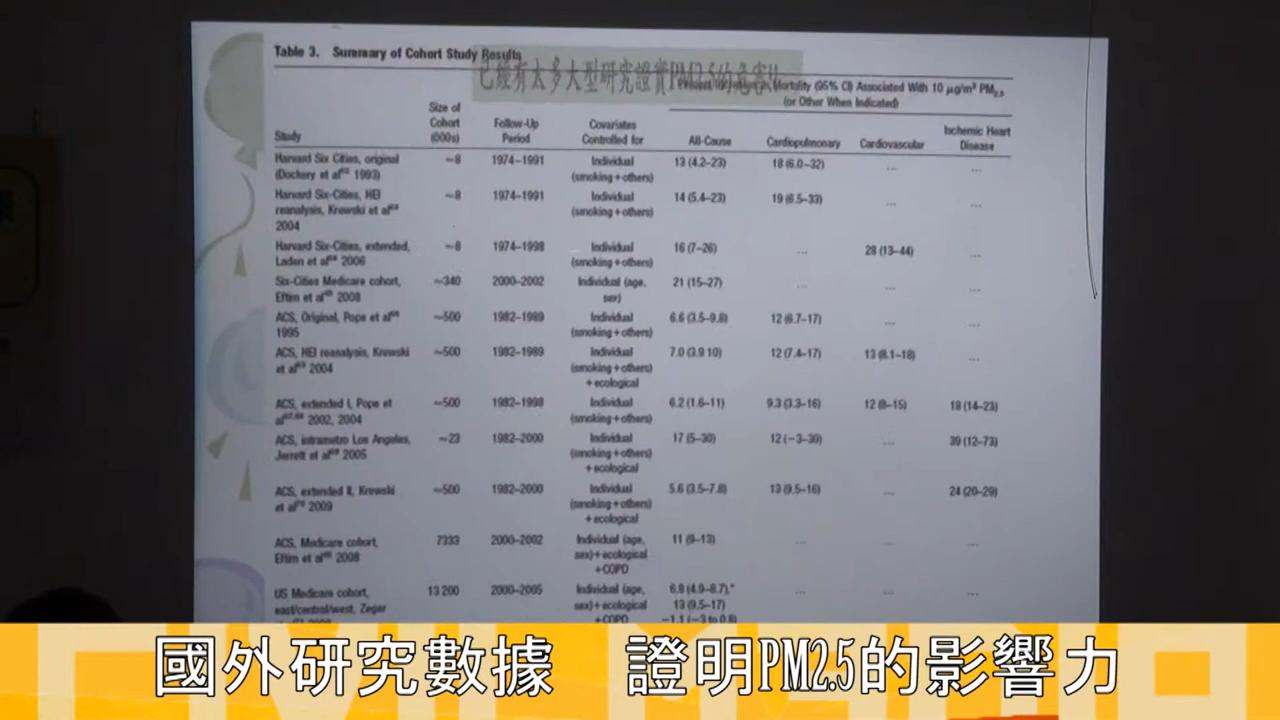 Table 3. Summary of Cohort Study Results
已經有太多大型研究證實PM2.5的危害!!
Mortality (95% CI) Associated With 10 μg/m³ PM2.5
(or Other When Indicated)
Study Size of Cohort (000s) Follow-Up Period Covariates Controlled for All-Cause Cardiopulmonary Cardiovascular Ischemic Heart Disease
Harvard Six Cities, original ~8 1974–1991 Individual 13 (4.2–23) 18 (6.0–32) ... ...
(Dockery et al 1993) (smoking+others)
Harvard Six-Cities, HEI ~8 1974–1991 Individual 14 (5.4–23) 19 (6.5–33) ... ...
reanalysis, Krewski et al (smoking+others)
2004
Harvard Six-Cities, extended, ~8 1974–1998 Individual 16 (7–26) ... 28 (13–44) ...
Laden et al 2006 (smoking+others)
Six-Cities Medicare cohort, ~340 2000–2002 Individual (age, 21 (15–27) ... ... ...
Eftim et al 2008 sex)
ACS, Original, Pope et al ~500 1982–1989 Individual 6.6 (3.5–9.8) 12 (6.7–17) ... ...
1995 (smoking+others)
ACS, HEI reanalysis, Krewski ~500 1982–1989 Individual 7.0 (3.9 10) 12 (7.4–17) 13 (8.1–18) ...
et al 2004 (smoking+others)
+ecological
ACS, extended I, Pope et ~500 1982–1998 Individual 6.2 (1.6–11) 9.3 (3.3–16) 12 (8–15) 18 (14–23)
al 2002, 2004 (smoking+others)
ACS, intrametro Los Angeles, ~23 1982–2000 Individual 17 (5–30) 12 (−3–30) ... 39 (12–73)
Jerrett et al 2005 (smoking+others)
+ecological
ACS, extended II, Krewski ~500 1982–2000 Individual 5.6 (3.5–7.8) 13 (9.5–16) ... 24 (20–29)
et al 2009 (smoking+others)
+ecological
ACS, Medicare cohort, 7333 2000–2002 Individual (age, 11 (9–13) ... ... ...
Eftim et al 2008 sex)+ecological
+COPD
US Medicare cohort, 13 200 2000–2005 Individual (age, 6.8 (4.9–8.7),* ... ... ...
east/central/west, Zeger sex)+ecological 13 (9.5–17)
+COPD −1.1 (−3 to 0.8)
國外研究數據 證明PM2.5的影響力